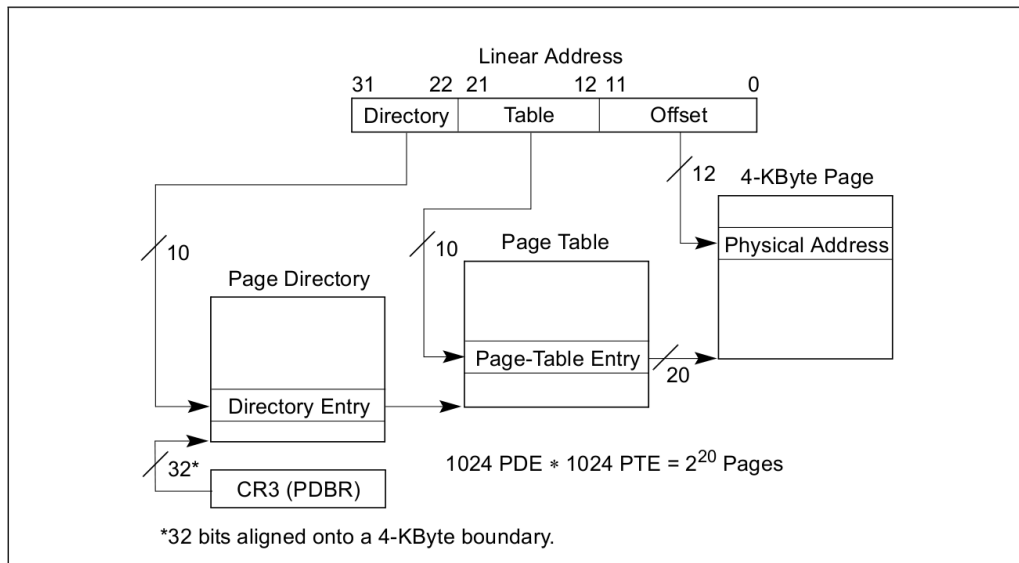 Linear Address
31 22 21 12 11 0
Directory Table Offset
12
4-KByte Page
Physical Address
10
10
Page Table
Page Directory
Page-Table Entry
20
Directory Entry
32*
CR3 (PDBR)
1024 PDE ∗ 1024 PTE = 2²⁰ Pages
*32 bits aligned onto a 4-KByte boundary.